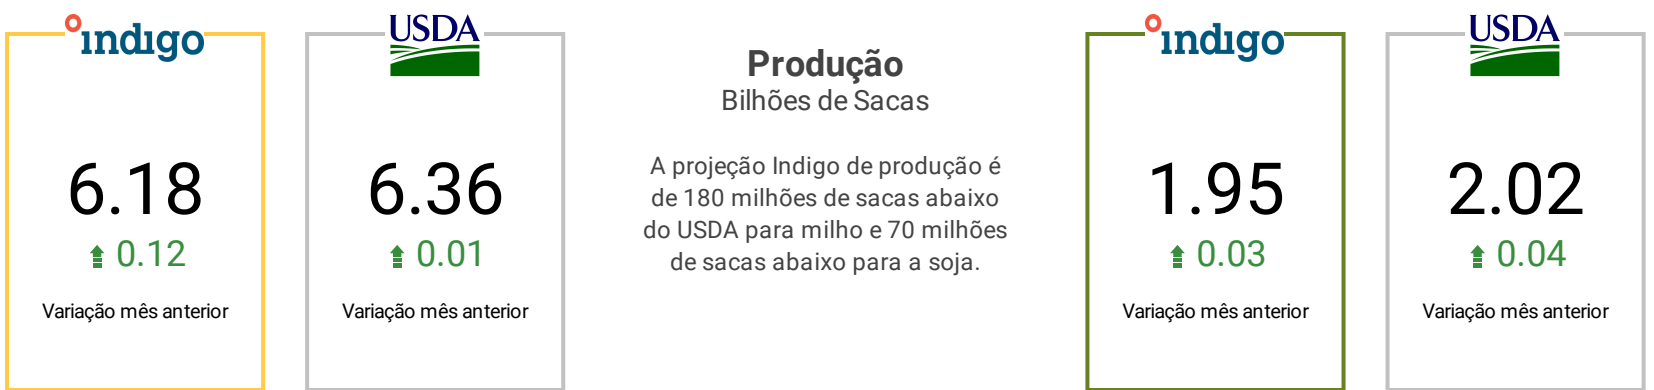 indigo
6.18
0.12
Variação mês anterior
USDA
6.36
0.01
Variação mês anterior
Produção
Bilhões de Sacas
A projeção Indigo de produção é
de 180 milhões de sacas abaixo
do USDA para milho e 70 milhões
de sacas abaixo para a soja.
indigo
1.95
0.03
Variação mês anterior
USDA
2.02
0.04
Variação mês anterior